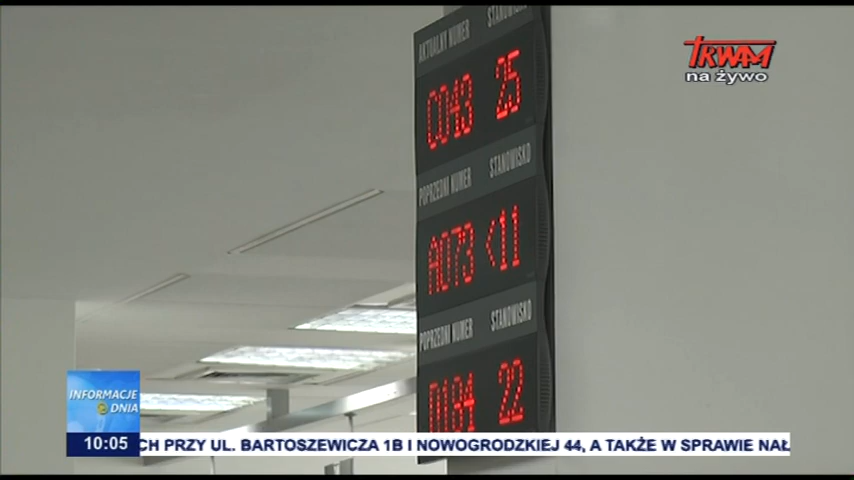 AKTUALNY NUMER STANOWISKO
C043 25
POPRZEDNI NUMER STANOWISKO
A073 <11
POPRZEDNI NUMER STANOWISKO
22
TRWAM
na żywo
INFORMACJE
DNIA
10:05 CH PRZY UL. BARTOSZEWICZA 1B I NOWOGRODZKIEJ 44, A TAKŻE W SPRAWIE NAŁ